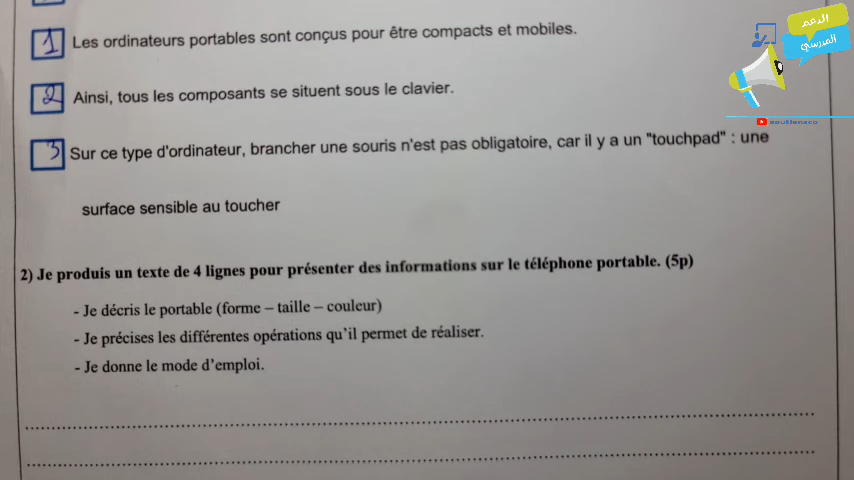 الدعم
المدرسي
soutieneco
1 Les ordinateurs portables sont conçus pour être compacts et mobiles.
2 Ainsi, tous les composants se situent sous le clavier.
3 Sur ce type d'ordinateur, brancher une souris n'est pas obligatoire, car il y a un "touchpad" : une
surface sensible au toucher
2) Je produis un texte de 4 lignes pour présenter des informations sur le téléphone portable. (5p)
- Je décris le portable (forme – taille – couleur)
- Je précises les différentes opérations qu'il permet de réaliser.
- Je donne le mode d'emploi.